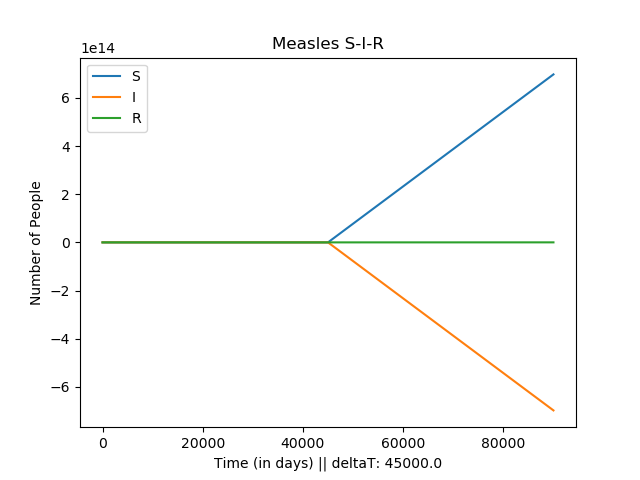 Measles S-I-R
1e14
S
I
R
6
4
2
0
−2
−4
−6
Number of People
0 20000 40000 60000 80000
Time (in days) || deltaT: 45000.0